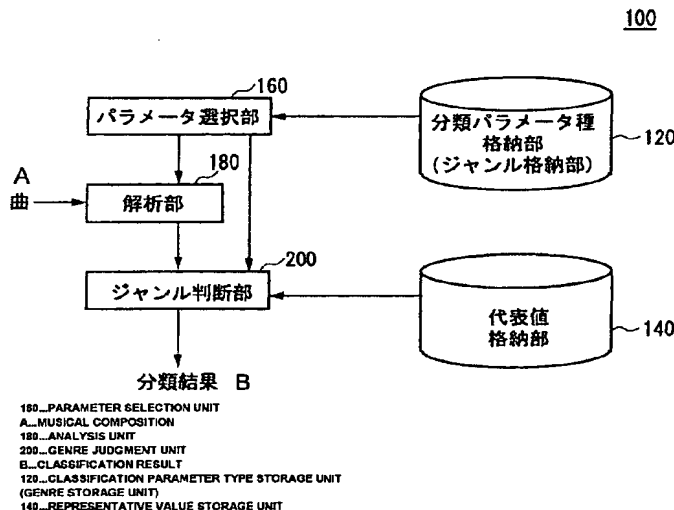 100
160
パラメータ選択部
分類パラメータ種
格納部
(ジャンル格納部)
120
180
A
曲
解析部
200
ジャンル判断部
代表値
格納部
140
分類結果 B
160...PARAMETER SELECTION UNIT
A...MUSICAL COMPOSITION
180...ANALYSIS UNIT
200...GENRE JUDGMENT UNIT
B...CLASSIFICATION RESULT
120...CLASSIFICATION PARAMETER TYPE STORAGE UNIT
(GENRE STORAGE UNIT)
140...REPRESENTATIVE VALUE STORAGE UNIT